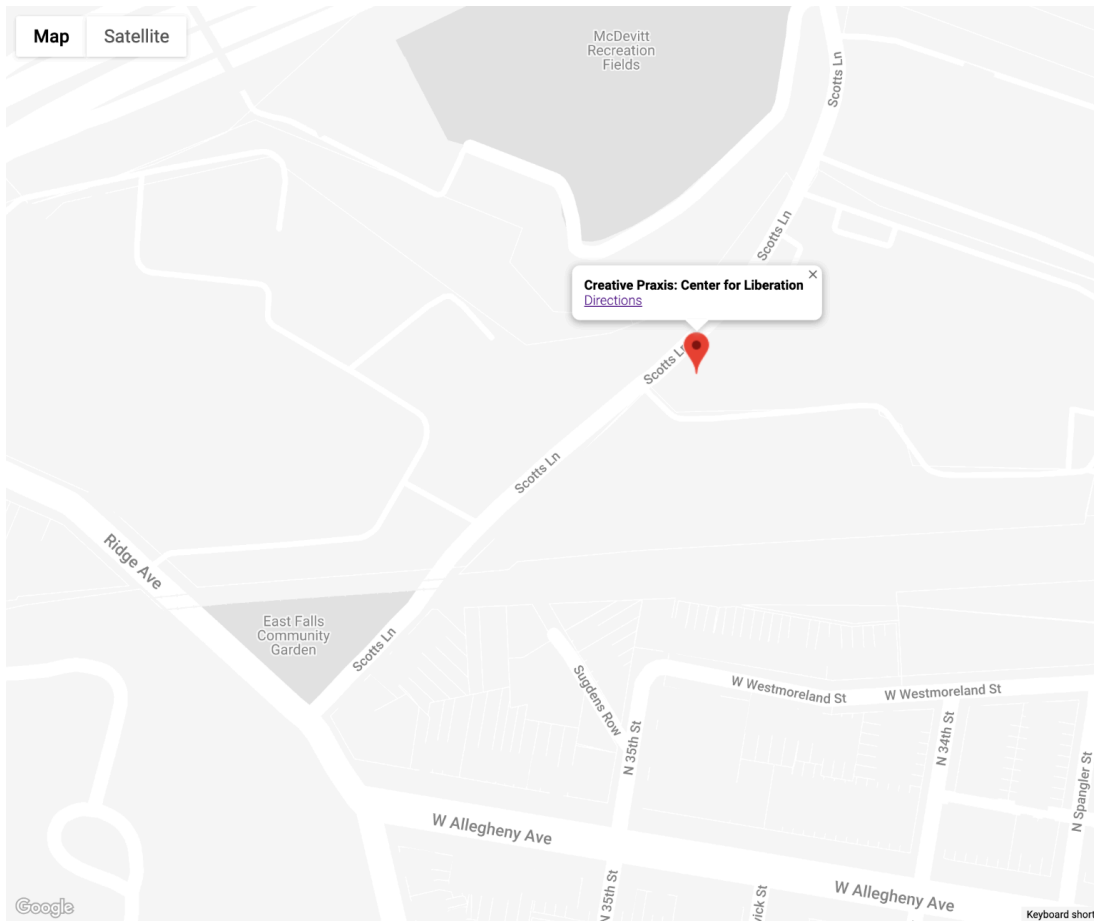 Map
Satellite
McDevitt
Recreation
Fields
Scotts Ln
Scotts Ln
Creative Praxis: Center for Liberation
×
Directions
Scotts Ln
Scotts Ln
Ridge Ave
East Falls
Community
Garden
Scotts Ln
Sugdens Row
W Westmoreland St
W Westmoreland St
N 35th St
N 34th St
N Spangler St
W Allegheny Ave
W Allegheny Ave
N 35th St
Google
Keyboard short